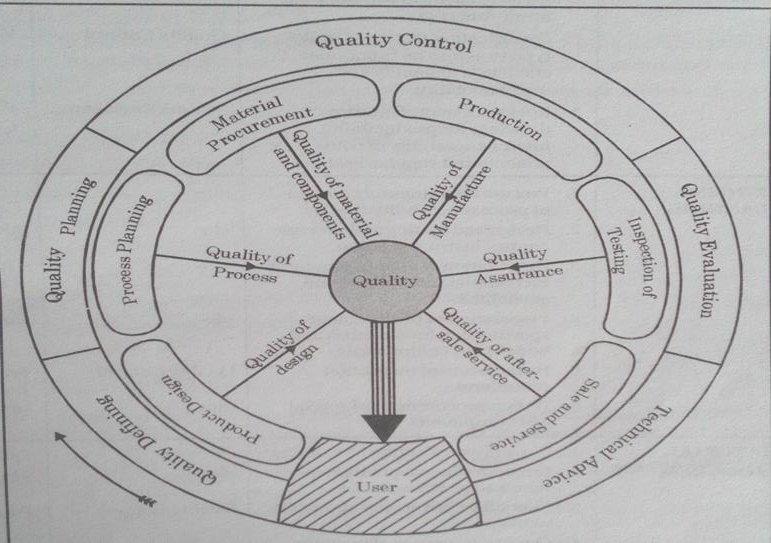 Quality Control
Material
Procurement
Production
Quality of material
and components
Quality of
Manufacture
Quality Planning
Process Planning
Quality of
Process
Quality
Quality
Assurance
Inspection of
Testing
Quality Evaluation
Quality of
design
Quality of after-
sale service
Product Design
Sale and Service
Quality Defining
Technical Advice
User